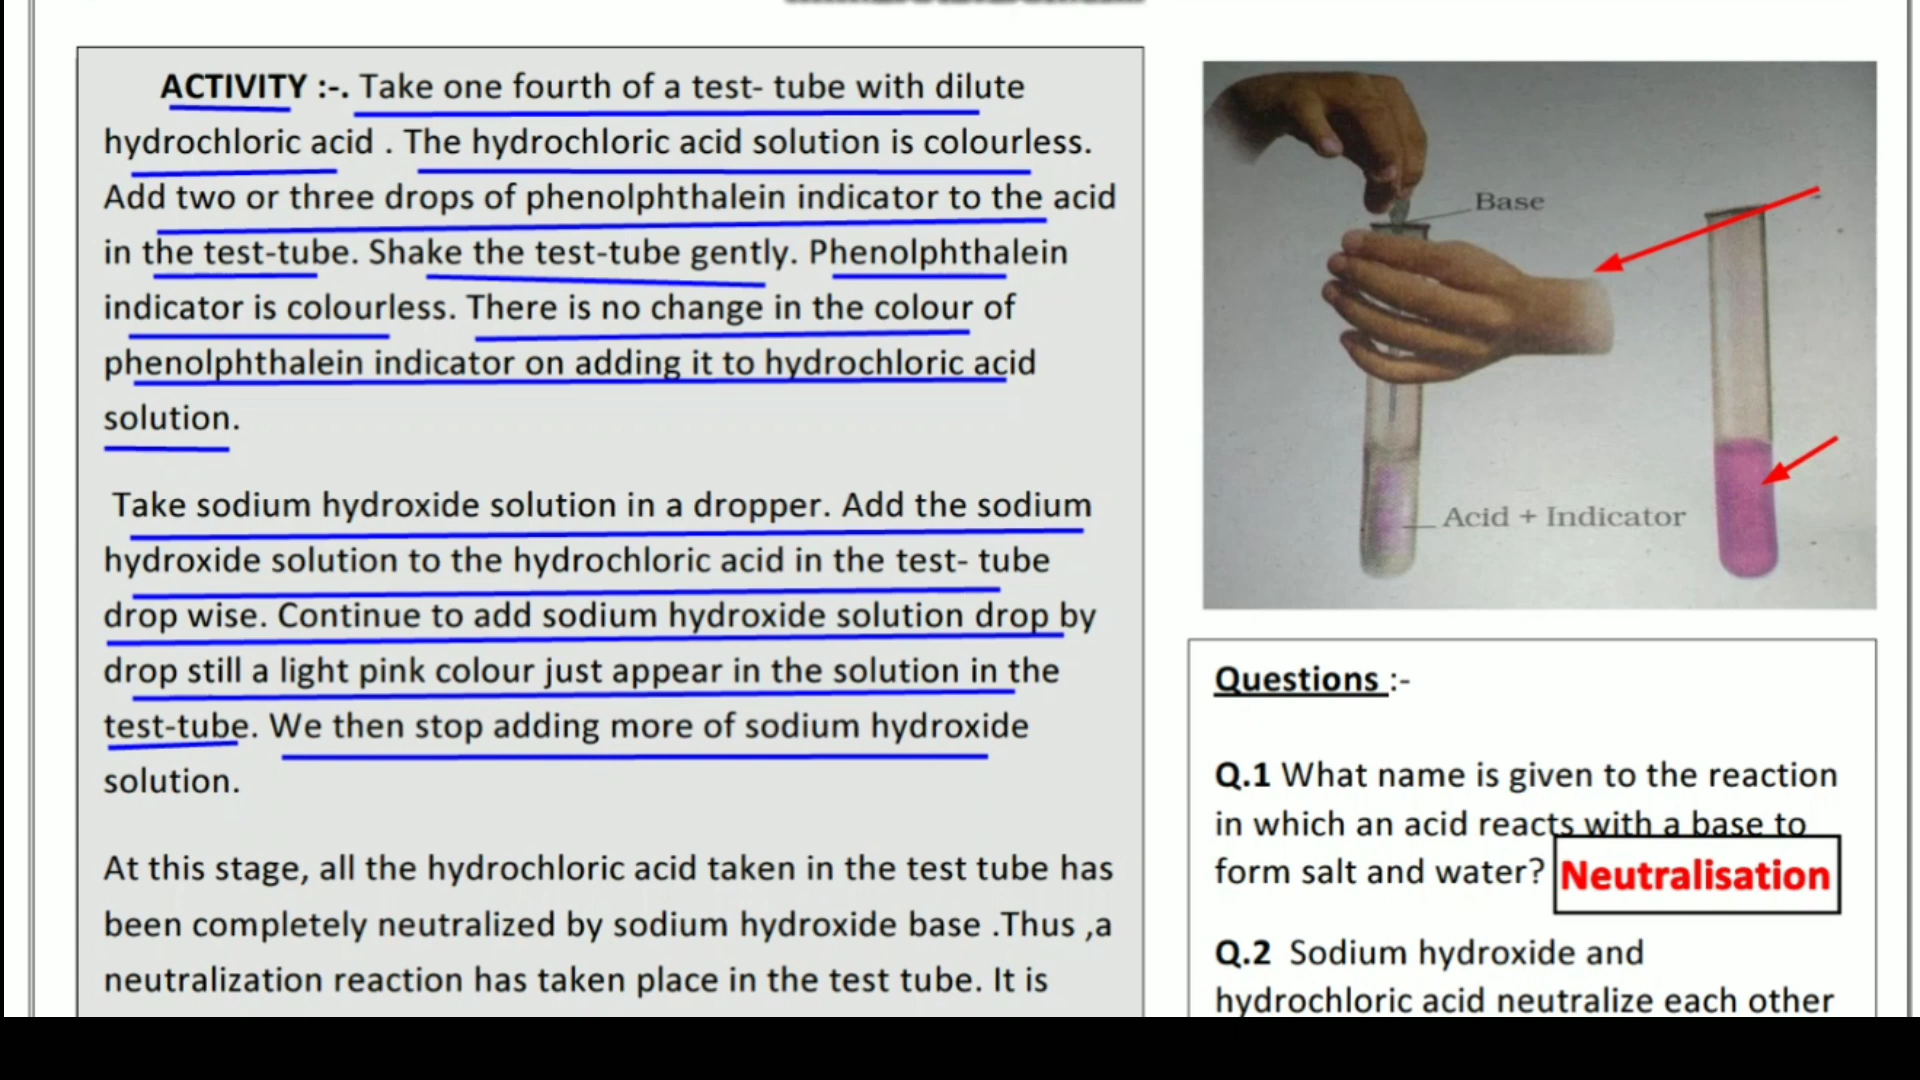 ACTIVITY :-. Take one fourth of a test- tube with dilute
hydrochloric acid . The hydrochloric acid solution is colourless.
Add two or three drops of phenolphthalein indicator to the acid
in the test-tube. Shake the test-tube gently. Phenolphthalein
indicator is colourless. There is no change in the colour of
phenolphthalein indicator on adding it to hydrochloric acid
solution.
Take sodium hydroxide solution in a dropper. Add the sodium
hydroxide solution to the hydrochloric acid in the test- tube
drop wise. Continue to add sodium hydroxide solution drop by
drop still a light pink colour just appear in the solution in the
test-tube. We then stop adding more of sodium hydroxide
solution.
At this stage, all the hydrochloric acid taken in the test tube has
been completely neutralized by sodium hydroxide base .Thus ,a
neutralization reaction has taken place in the test tube. It is
Base
Acid + Indicator
Questions :-
Q.1 What name is given to the reaction
in which an acid reacts with a base to
form salt and water? Neutralisation
Q.2 Sodium hydroxide and
hydrochloric acid neutralize each other